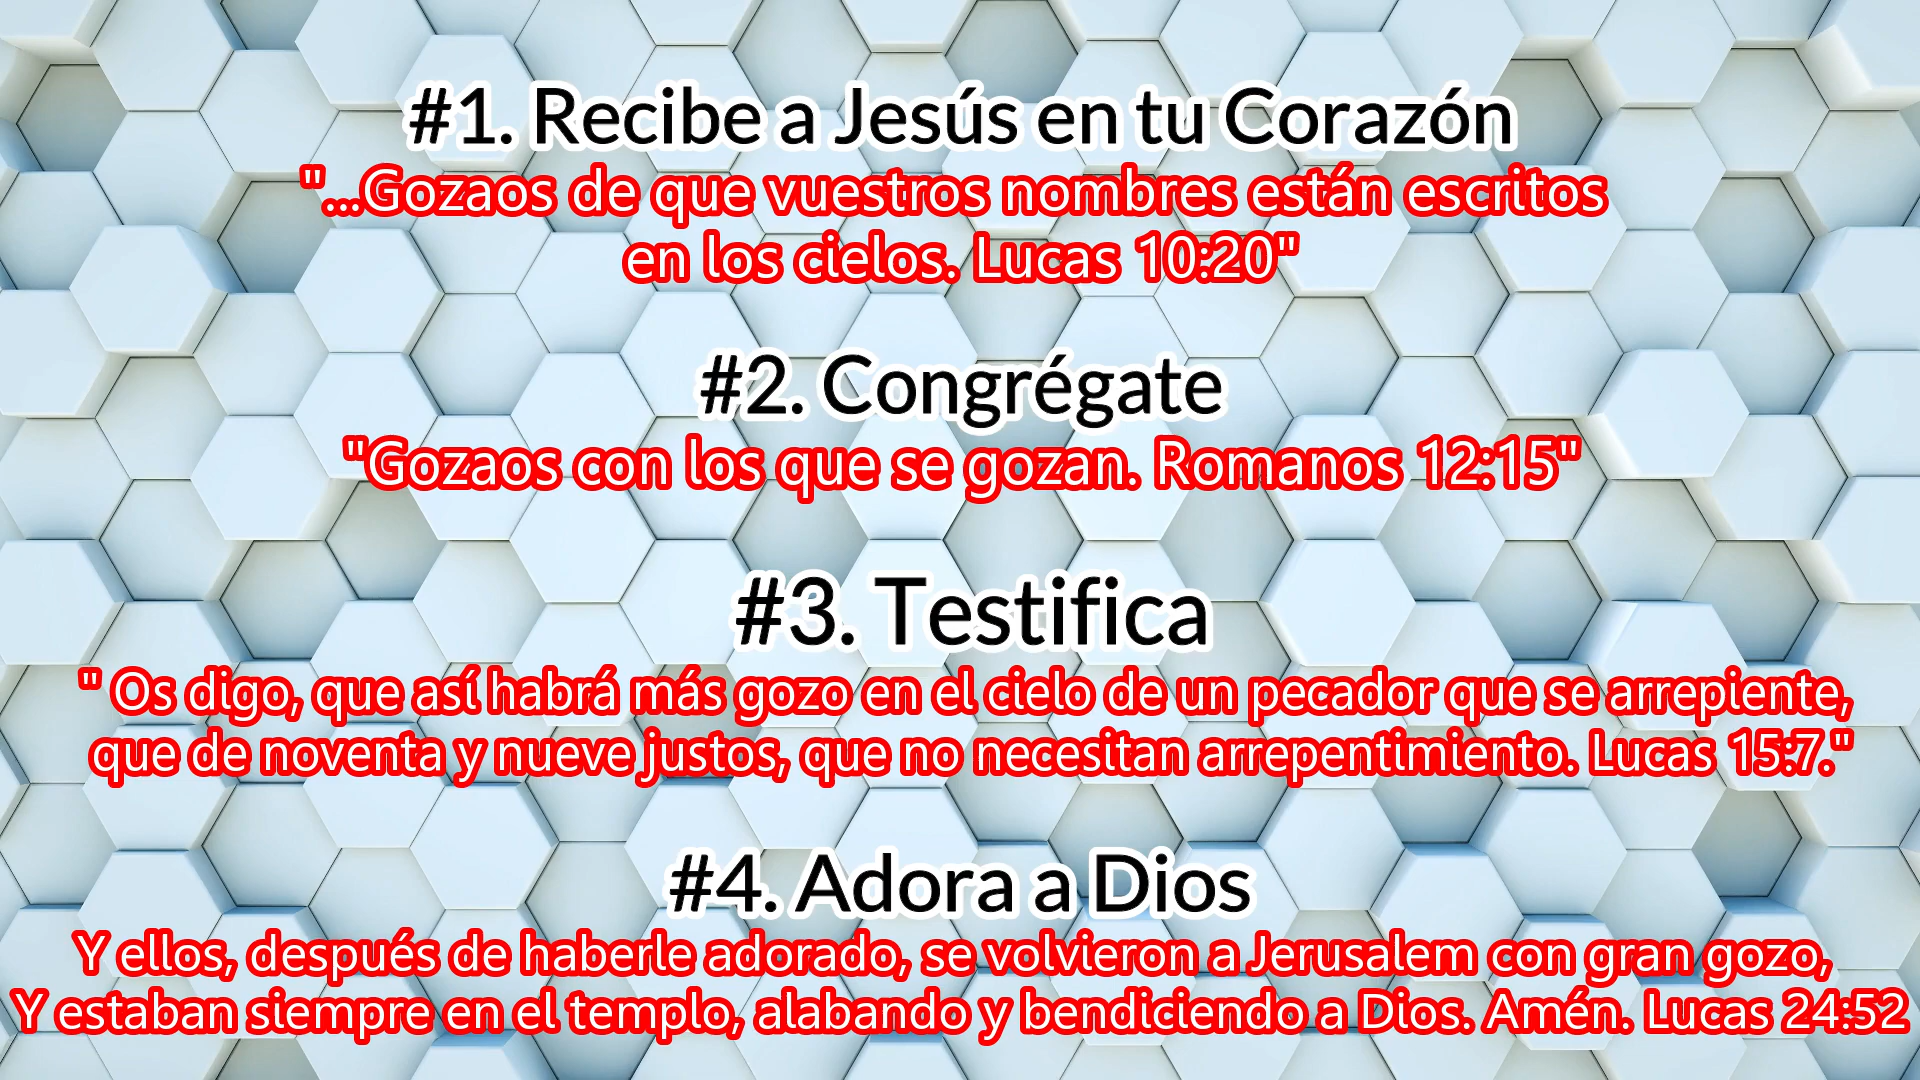 #1. Recibe a Jesús en tu Corazón
"...Gozaos de que vuestros nombres están escritos
en los cielos. Lucas 10:20"
#2. Congrégate
"Gozaos con los que se gozan. Romanos 12:15"
#3. Testifica
" Os digo, que así habrá más gozo en el cielo de un pecador que se arrepiente,
que de noventa y nueve justos, que no necesitan arrepentimiento. Lucas 15:7."
#4. Adora a Dios
Y ellos, después de haberle adorado, se volvieron a Jerusalem con gran gozo,
Y estaban siempre en el templo, alabando y bendiciendo a Dios. Amén. Lucas 24:52